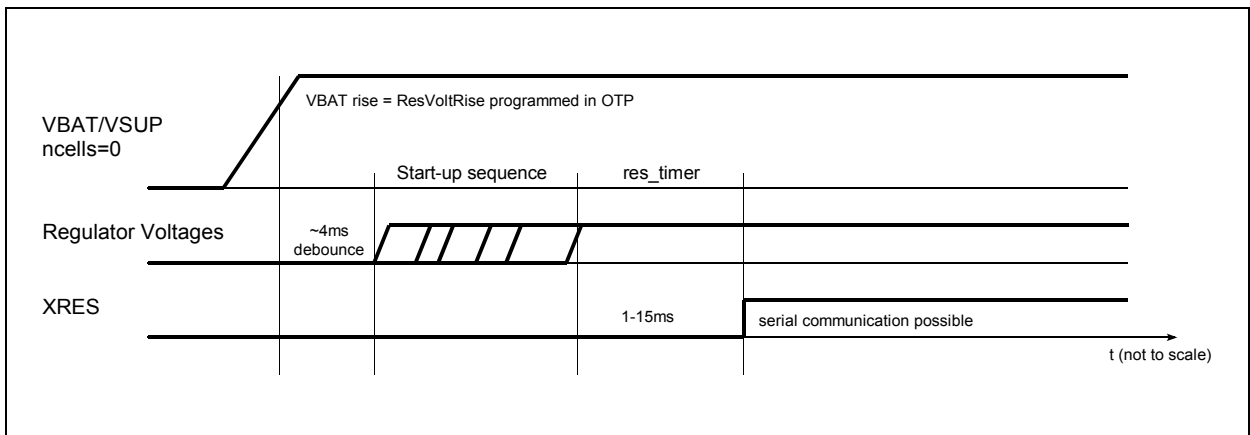 VBAT rise = ResVoltRise programmed in OTP
VBAT/VSUP
ncells=0
Start-up sequence
res_timer
Regulator Voltages
~4ms
debounce
XRES
1-15ms
serial communication possible
t (not to scale)